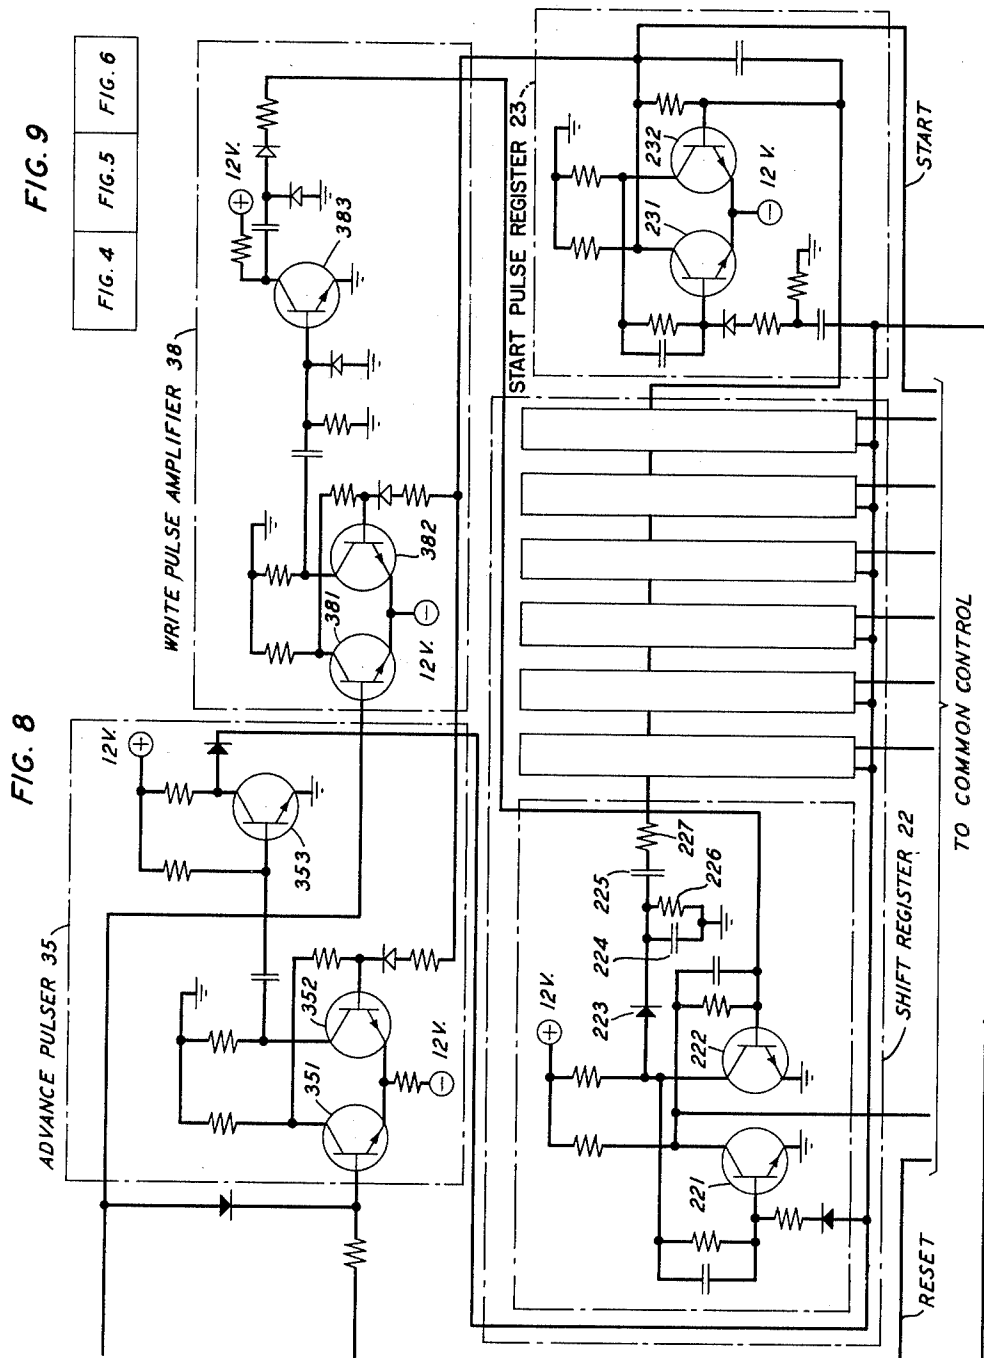 FIG. 8
FIG. 9
FIG. 4 FIG. 5 FIG. 6
ADVANCE PULSER 35
12V.
353
352
351
12V.
WRITE PULSE AMPLIFIER 38
12V.
383
382
381
12V.
START PULSE REGISTER 23
232
231
12 V.
START
12V.
223
224
225
226
227
222
221
SHIFT REGISTER 22
RESET
TO COMMON CONTROL